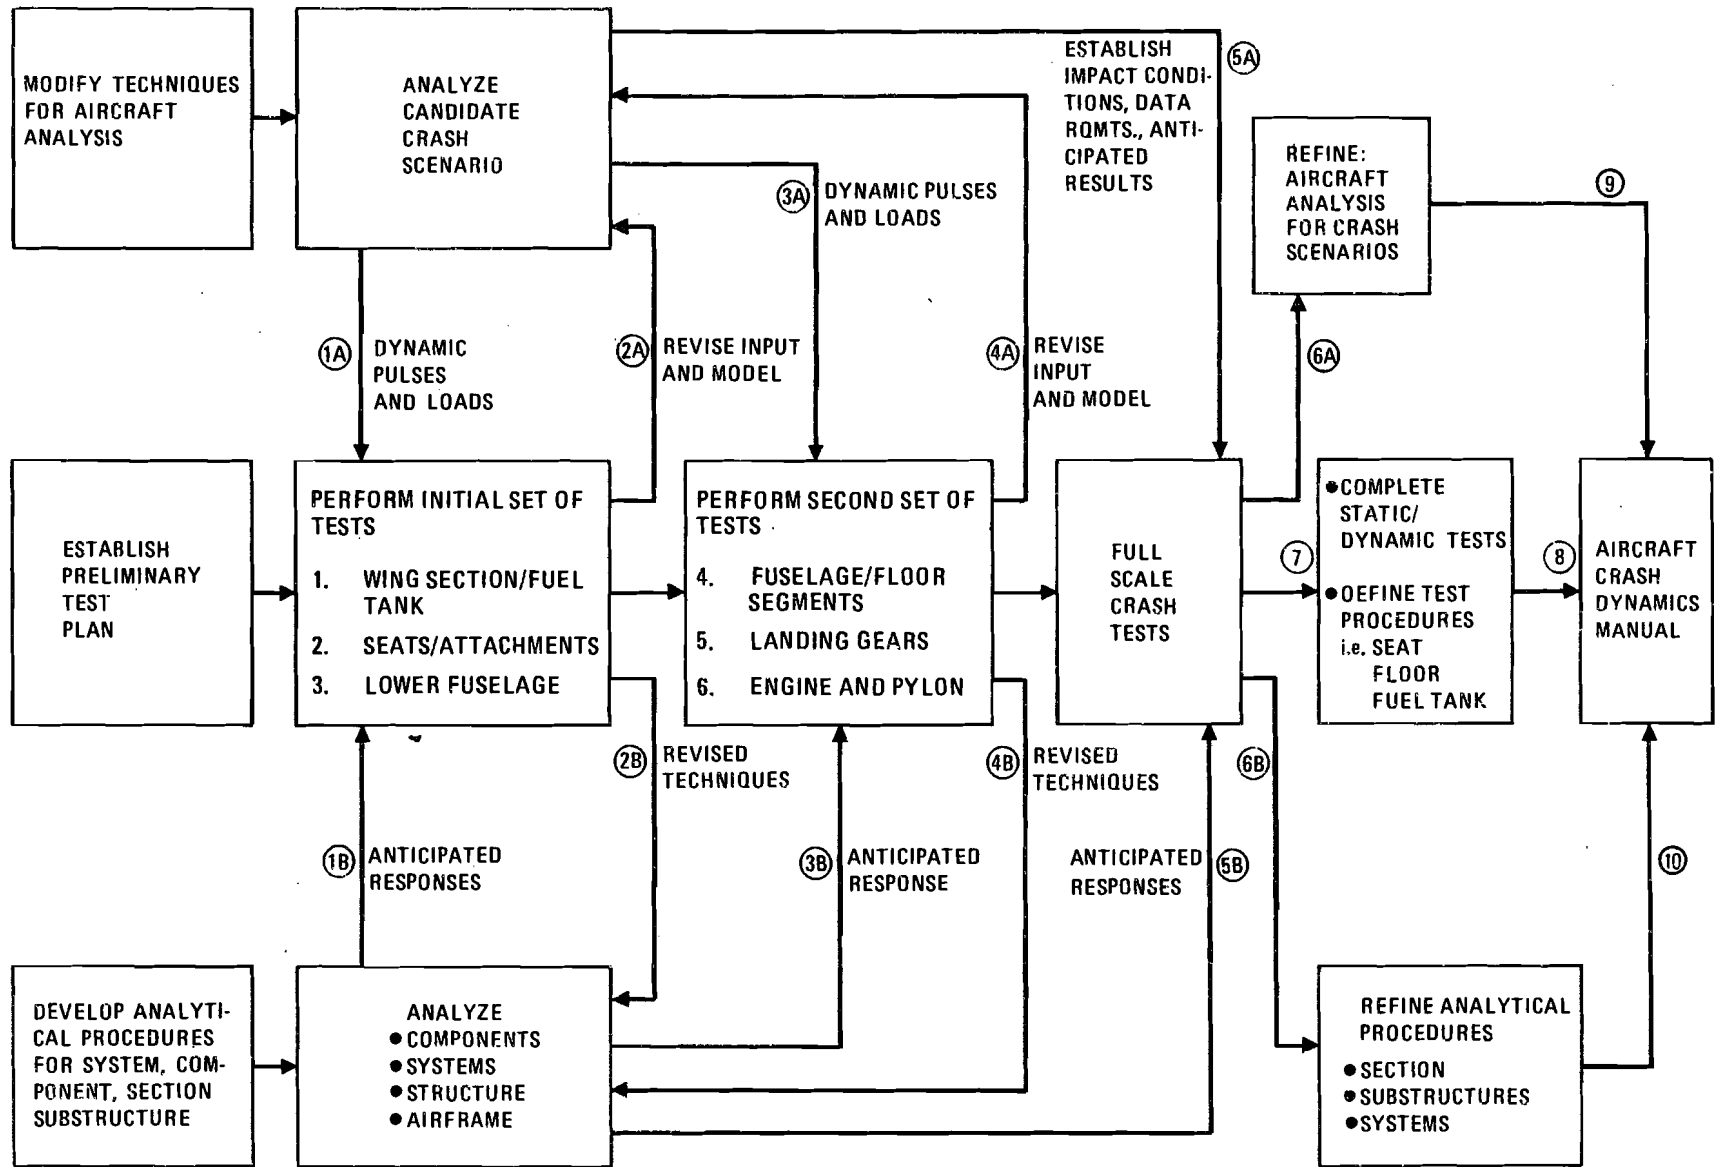 MODIFY TECHNIQUES
FOR AIRCRAFT
ANALYSIS
ANALYZE
CANDIDATE
CRASH
SCENARIO
ESTABLISH
IMPACT CONDI-
TIONS, DATA
RQMTS., ANTI-
CIPATED
RESULTS
5A
REFINE:
AIRCRAFT
ANALYSIS
FOR CRASH
SCENARIOS
9
3A
DYNAMIC PULSES
AND LOADS
1A
DYNAMIC
PULSES
AND LOADS
2A
REVISE INPUT
AND MODEL
4A
REVISE
INPUT
AND MODEL
6A
ESTABLISH
PRELIMINARY
TEST
PLAN
PERFORM INITIAL SET OF
TESTS
1. WING SECTION/FUEL
TANK
2. SEATS/ATTACHMENTS
3. LOWER FUSELAGE
PERFORM SECOND SET OF
TESTS
4. FUSELAGE/FLOOR
SEGMENTS
5. LANDING GEARS
6. ENGINE AND PYLON
FULL
SCALE
CRASH
TESTS
7
●COMPLETE
STATIC/
DYNAMIC TESTS
●DEFINE TEST
PROCEDURES
i.e. SEAT
FLOOR
FUEL TANK
8
AIRCRAFT
CRASH
DYNAMICS
MANUAL
2B
REVISED
TECHNIQUES
4B
REVISED
TECHNIQUES
6B
1B
ANTICIPATED
RESPONSES
3B
ANTICIPATED
RESPONSE
ANTICIPATED
RESPONSES
5B
10
DEVELOP ANALYTI-
CAL PROCEDURES
FOR SYSTEM, COM-
PONENT, SECTION
SUBSTRUCTURE
ANALYZE
●COMPONENTS
●SYSTEMS
●STRUCTURE
●AIRFRAME
REFINE ANALYTICAL
PROCEDURES
●SECTION
●SUBSTRUCTURES
●SYSTEMS